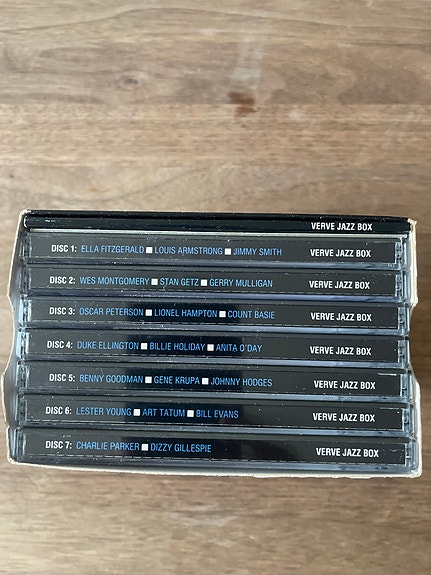 VERVE JAZZ BOX
DISC 1: ELLA FITZGERALD ■ LOUIS ARMSTRONG ■ JIMMY SMITH VERVE JAZZ BOX
DISC 2: WES MONTGOMERY ■ STAN GETZ ■ GERRY MULLIGAN VERVE JAZZ BOX
DISC 3: OSCAR PETERSON ■ LIONEL HAMPTON ■ COUNT BASIE VERVE JAZZ BOX
DISC 4: DUKE ELLINGTON ■ BILLIE HOLIDAY ■ ANITA O'DAY VERVE JAZZ BOX
DISC 5: BENNY GOODMAN ■ GENE KRUPA ■ JOHNNY HODGES VERVE JAZZ BOX
DISC 6: LESTER YOUNG ■ ART TATUM ■ BILL EVANS VERVE JAZZ BOX
DISC 7: CHARLIE PARKER ■ DIZZY GILLESPIE VERVE JAZZ BOX